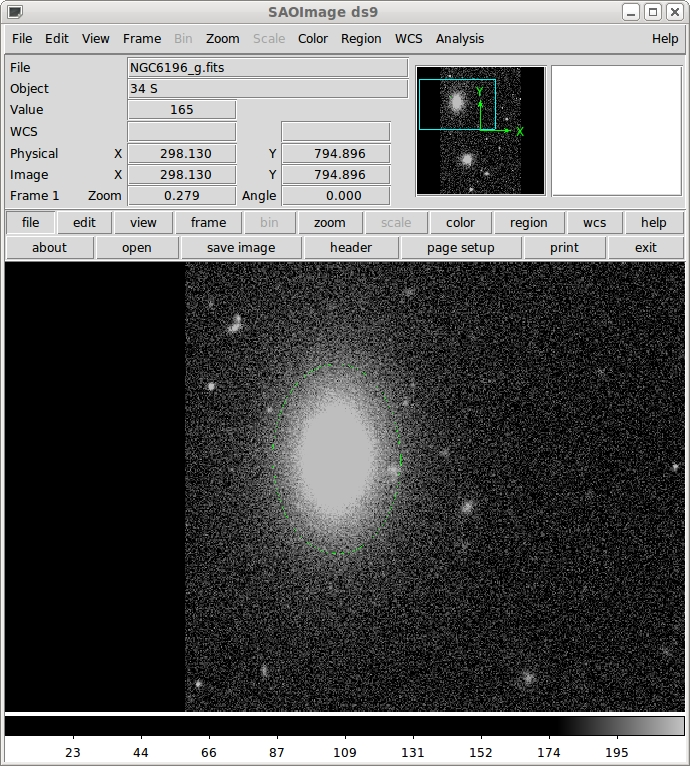 SAOImage ds9
File Edit View Frame Bin Zoom Scale Color Region WCS Analysis Help
File NGC6196_g.fits
Object 34 S
Value 165
WCS
Physical X 298.130 Y 794.896
Image X 298.130 Y 794.896
Frame 1 Zoom 0.279 Angle 0.000
Y
X
file edit view frame bin zoom scale color region wcs help
about open save image header page setup print exit
23 44 66 87 109 131 152 174 195